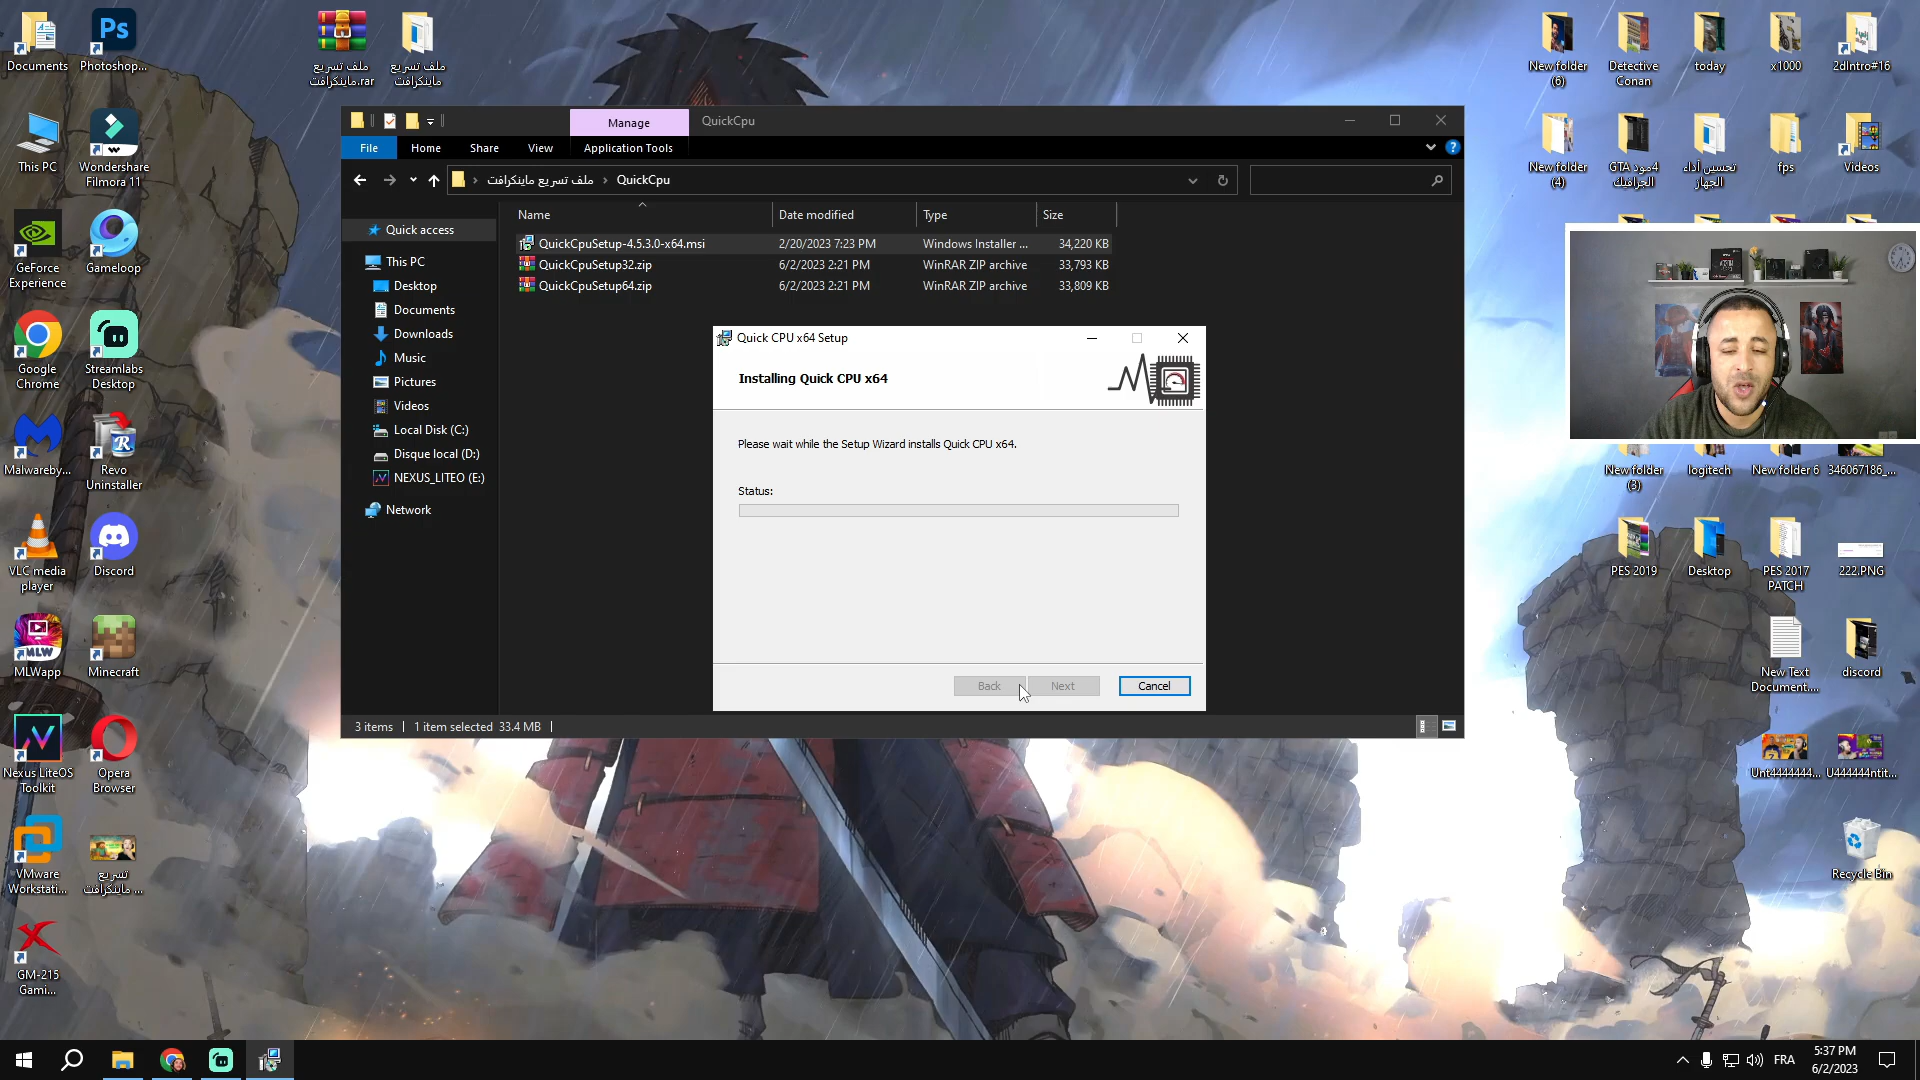 Documents
Photoshop...
ملف تسريع
ماينكرافت.rar
ملف تسريع
ماينكرافت
New folder
(6)
Detective
Conan
today
x1000
2dIntro#16
This PC
Wondershare
Filmora 11
New folder
(4)
GTA 4مود
الجرافيك
تحسين أداء
الجهاز
fps
Videos
GeForce
Experience
Gameloop
Google
Chrome
Streamlabs
Desktop
Malwareby...
Revo
Uninstaller
VLC media
player
Discord
MLWapp
Minecraft
Nexus LiteOS
Toolkit
Opera
Browser
VMware
Workstati...
تسريع
ماينكرافت ...
GM-215
Gami...
Manage
QuickCpu
File
Home
Share
View
Application Tools
ملف تسريع ماينكرافت
QuickCpu
Name
Date modified
Type
Size
Quick access
This PC
Desktop
Documents
Downloads
Music
Pictures
Videos
Local Disk (C:)
Disque local (D:)
NEXUS_LITEO (E:)
Network
QuickCpuSetup-4.5.3.0-x64.msi 2/20/2023 7:23 PM Windows Installer ... 34,220 KB
QuickCpuSetup32.zip 6/2/2023 2:21 PM WinRAR ZIP archive 33,793 KB
QuickCpuSetup64.zip 6/2/2023 2:21 PM WinRAR ZIP archive 33,809 KB
Quick CPU x64 Setup
Installing Quick CPU x64
Please wait while the Setup Wizard installs Quick CPU x64.
Status:
Back
Next
Cancel
3 items
1 item selected 33.4 MB
New folder
(3)
logitech
New folder 6
346067186_...
PES 2019
Desktop
PES 2017
PATCH
222.PNG
New Text
Document....
discord
Unt4444444...
U444444ntit...
Recycle Bin
FRA
5:37 PM
6/2/2023